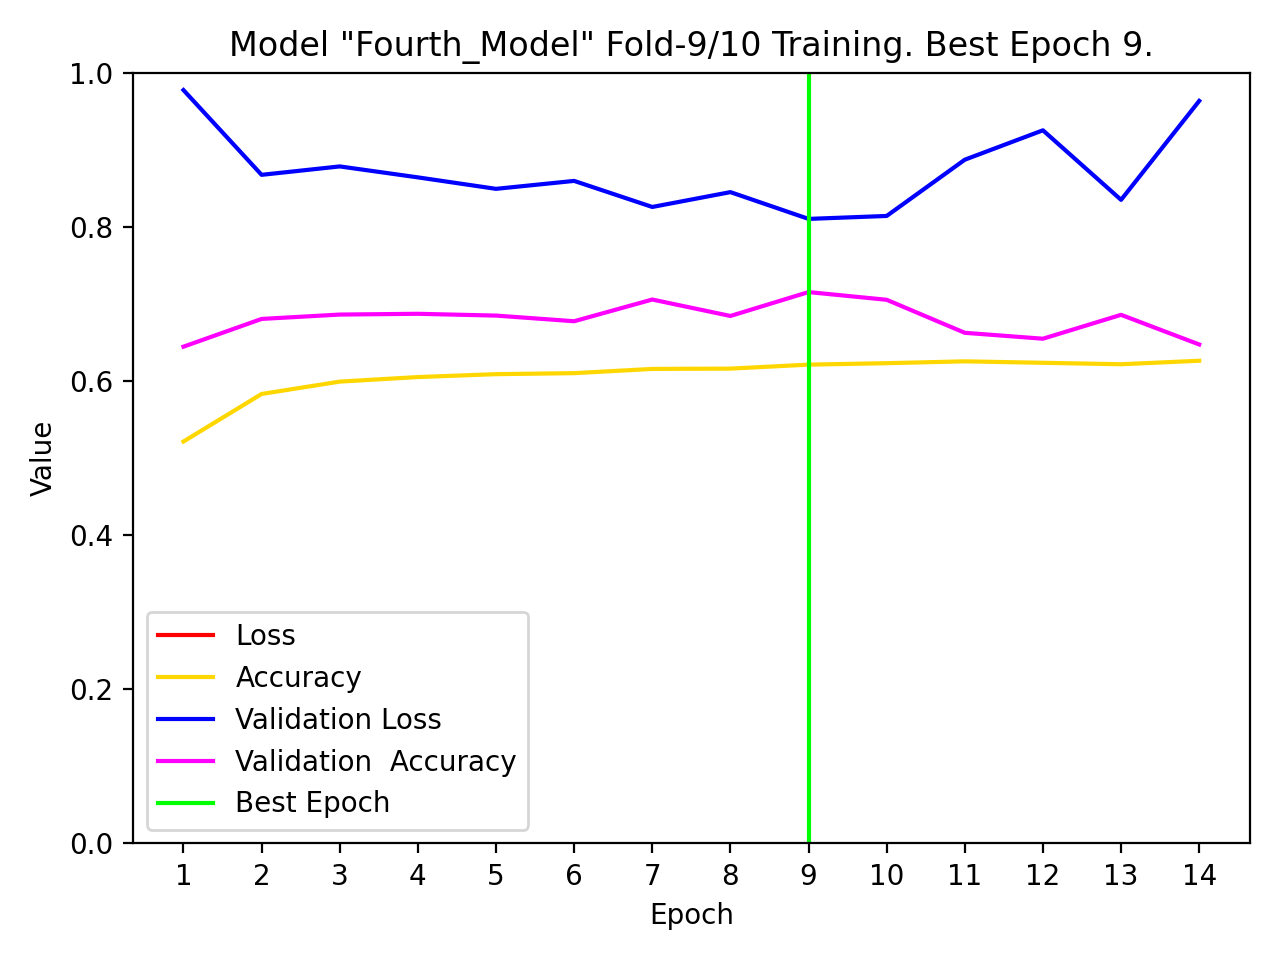 Model "Fourth_Model" Fold-9/10 Training. Best Epoch 9.
1.0
0.8
0.6
0.4
0.2
0.0
Value
Loss
Accuracy
Validation Loss
Validation  Accuracy
Best Epoch
1 2 3 4 5 6 7 8 9 10 11 12 13 14
Epoch